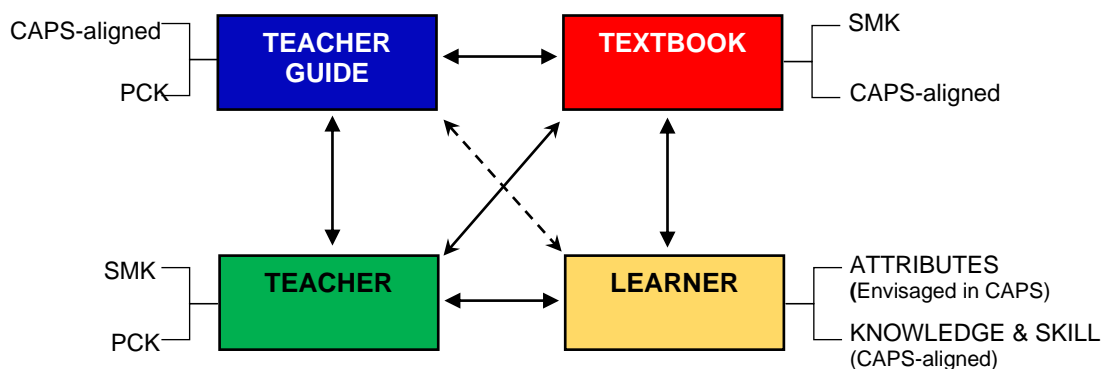 CAPS-aligned
PCK
TEACHER
GUIDE
TEXTBOOK
SMK
CAPS-aligned
SMK
PCK
TEACHER
LEARNER
ATTRIBUTES
(Envisaged in CAPS)
KNOWLEDGE & SKILL
(CAPS-aligned)